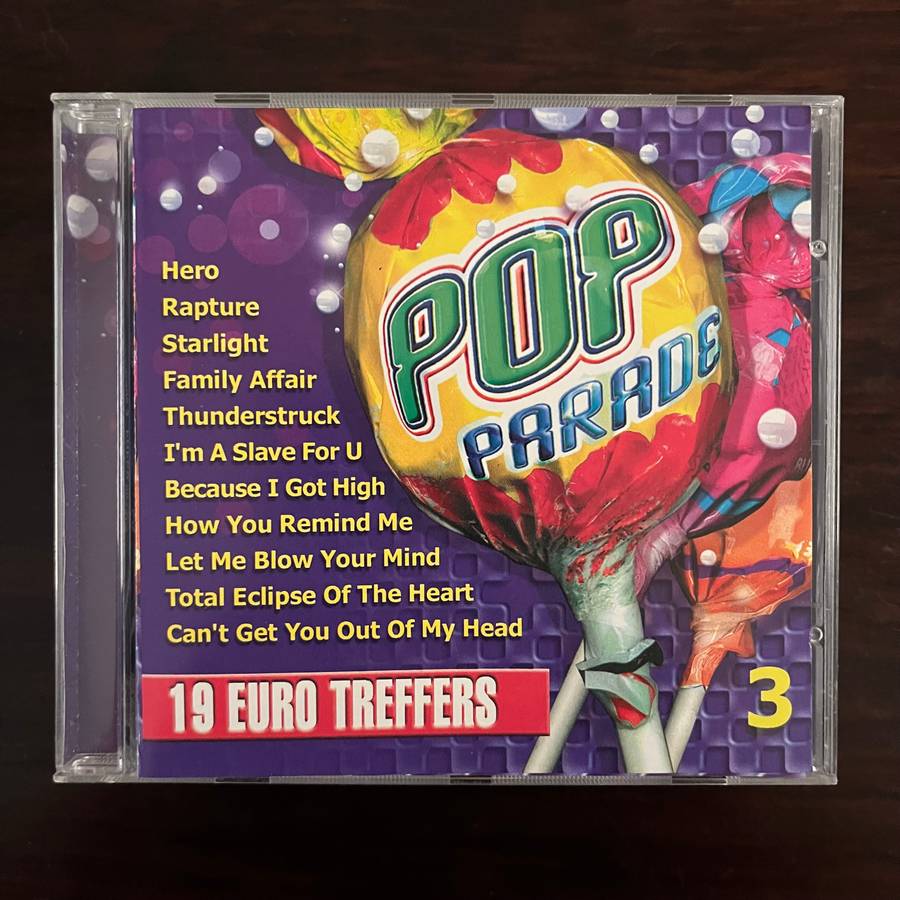 POP
PARADE
Hero
Rapture
Starlight
Family Affair
Thunderstruck
I'm A Slave For U
Because I Got High
How You Remind Me
Let Me Blow Your Mind
Total Eclipse Of The Heart
Can't Get You Out Of My Head
19 EURO TREFFERS
3